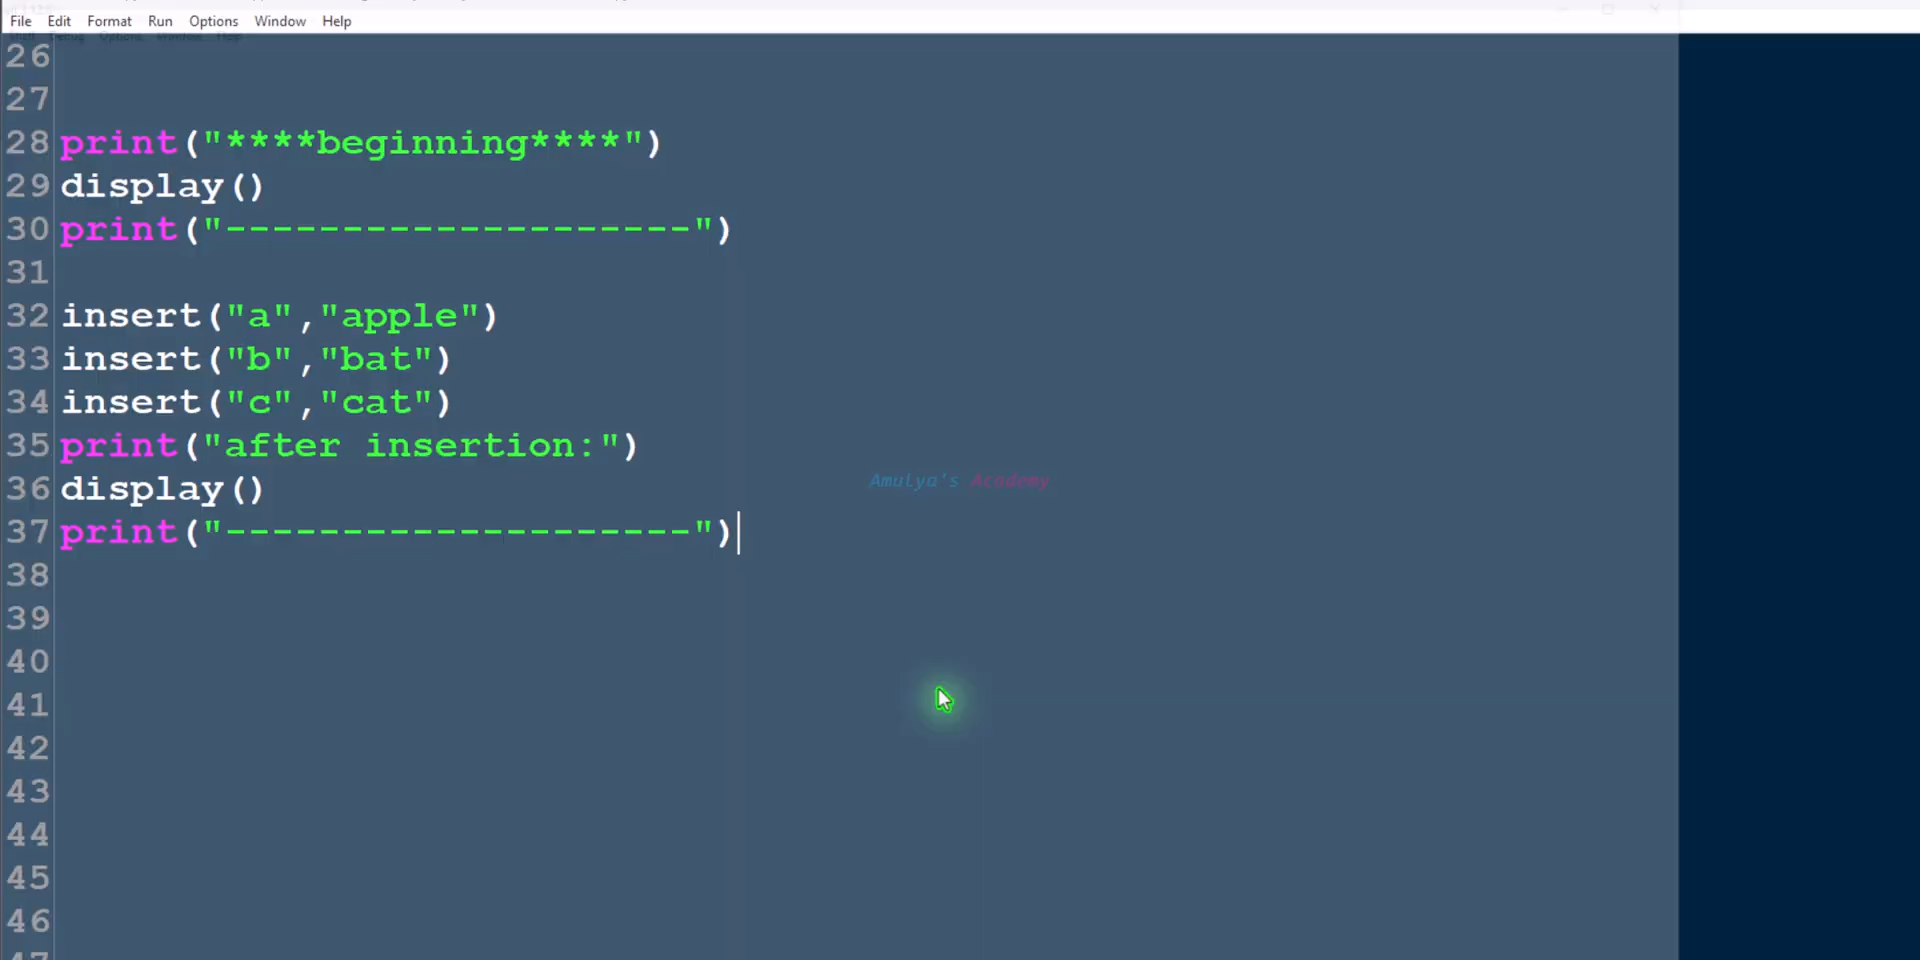 File Edit Format Run Options Window Help
26
27
28 print("****beginning****")
29 display()
30 print("--------------------")
31
32 insert("a","apple")
33 insert("b","bat")
34 insert("c","cat")
35 print("after insertion:")
36 display()
Amulya's Academy
37 print("--------------------")
38
39
40
41
42
43
44
45
46
47